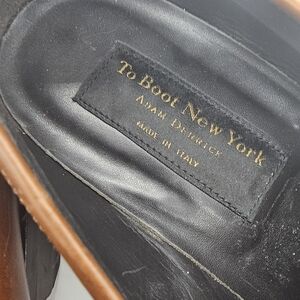 To Boot New York
ADAM DERRICK
MADE IN ITALY